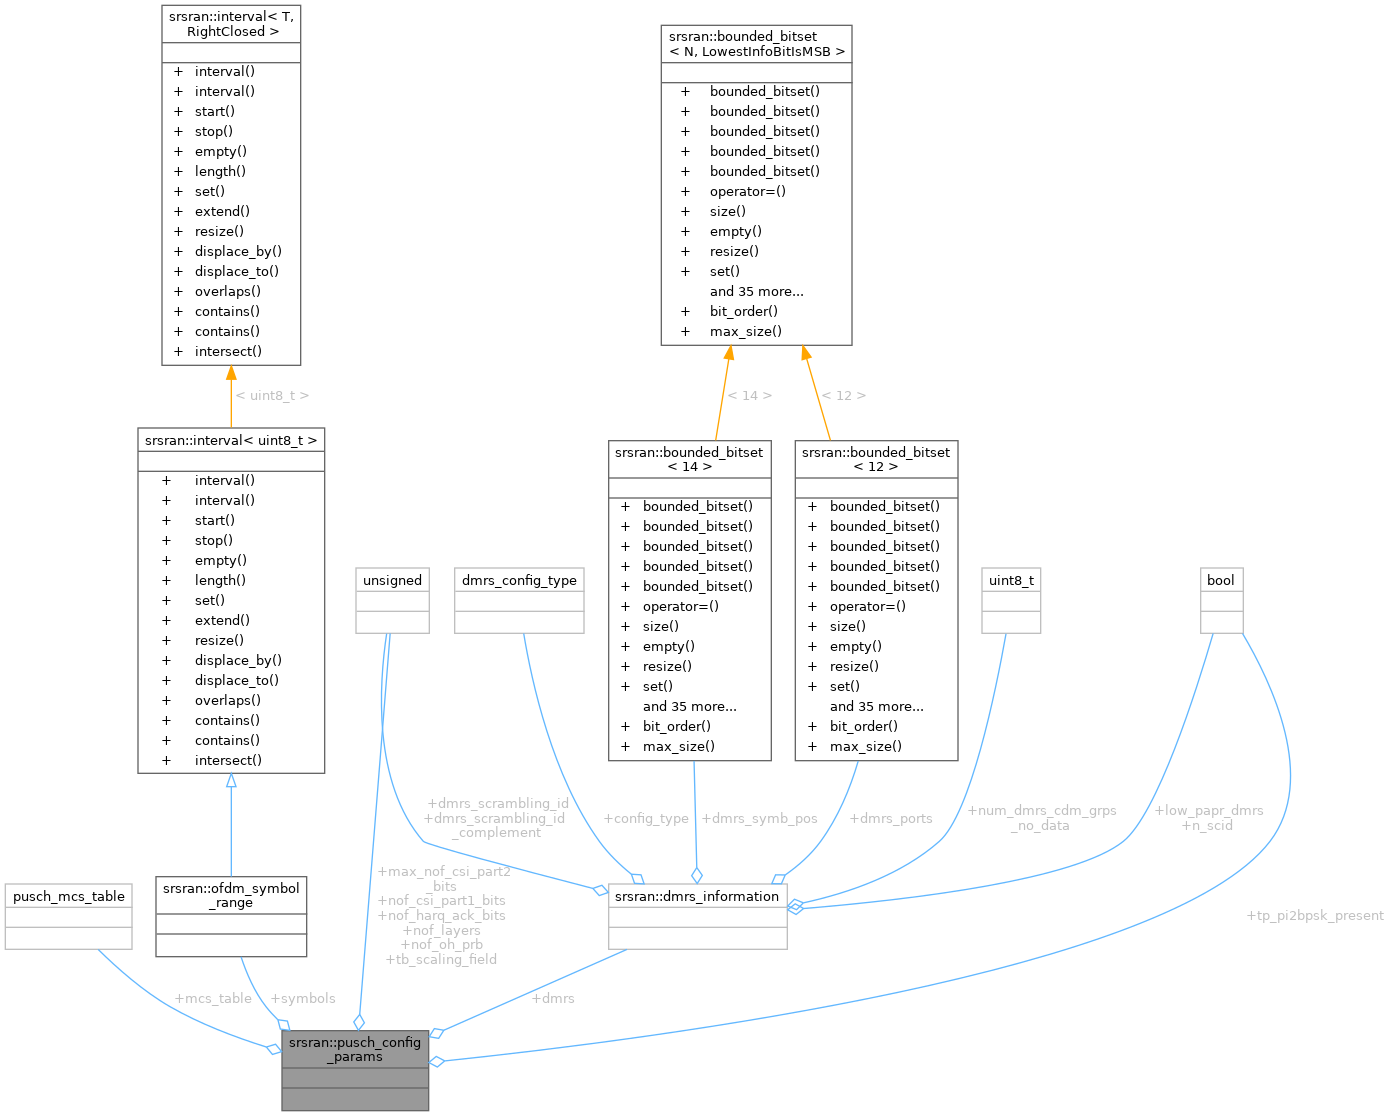 srsran::interval< T,
RightClosed >
+ interval()
+ interval()
+ start()
+ stop()
+ empty()
+ length()
+ set()
+ extend()
+ resize()
+ displace_by()
+ displace_to()
+ overlaps()
+ contains()
+ contains()
+ intersect()
srsran::bounded_bitset
< N, LowestInfoBitIsMSB >
+ bounded_bitset()
+ bounded_bitset()
+ bounded_bitset()
+ bounded_bitset()
+ bounded_bitset()
+ operator=()
+ size()
+ empty()
+ resize()
+ set()
and 35 more...
+ bit_order()
+ max_size()
< uint8_t >
< 14 >
< 12 >
srsran::interval< uint8_t >
+ interval()
+ interval()
+ start()
+ stop()
+ empty()
+ length()
+ set()
+ extend()
+ resize()
+ displace_by()
+ displace_to()
+ overlaps()
+ contains()
+ contains()
+ intersect()
unsigned
dmrs_config_type
srsran::bounded_bitset
< 14 >
+ bounded_bitset()
+ bounded_bitset()
+ bounded_bitset()
+ bounded_bitset()
+ bounded_bitset()
+ operator=()
+ size()
+ empty()
+ resize()
+ set()
and 35 more...
+ bit_order()
+ max_size()
srsran::bounded_bitset
< 12 >
+ bounded_bitset()
+ bounded_bitset()
+ bounded_bitset()
+ bounded_bitset()
+ bounded_bitset()
+ operator=()
+ size()
+ empty()
+ resize()
+ set()
and 35 more...
+ bit_order()
+ max_size()
uint8_t
bool
+dmrs_scrambling_id
+dmrs_scrambling_id
_complement
+config_type
+dmrs_symb_pos
+dmrs_ports
+num_dmrs_cdm_grps
_no_data
+low_papr_dmrs
+n_scid
pusch_mcs_table
srsran::ofdm_symbol
_range
+max_nof_csi_part2
_bits
+nof_csi_part1_bits
+nof_harq_ack_bits
+nof_layers
+nof_oh_prb
+tb_scaling_field
srsran::dmrs_information
+tp_pi2bpsk_present
+mcs_table
+symbols
+dmrs
srsran::pusch_config
_params